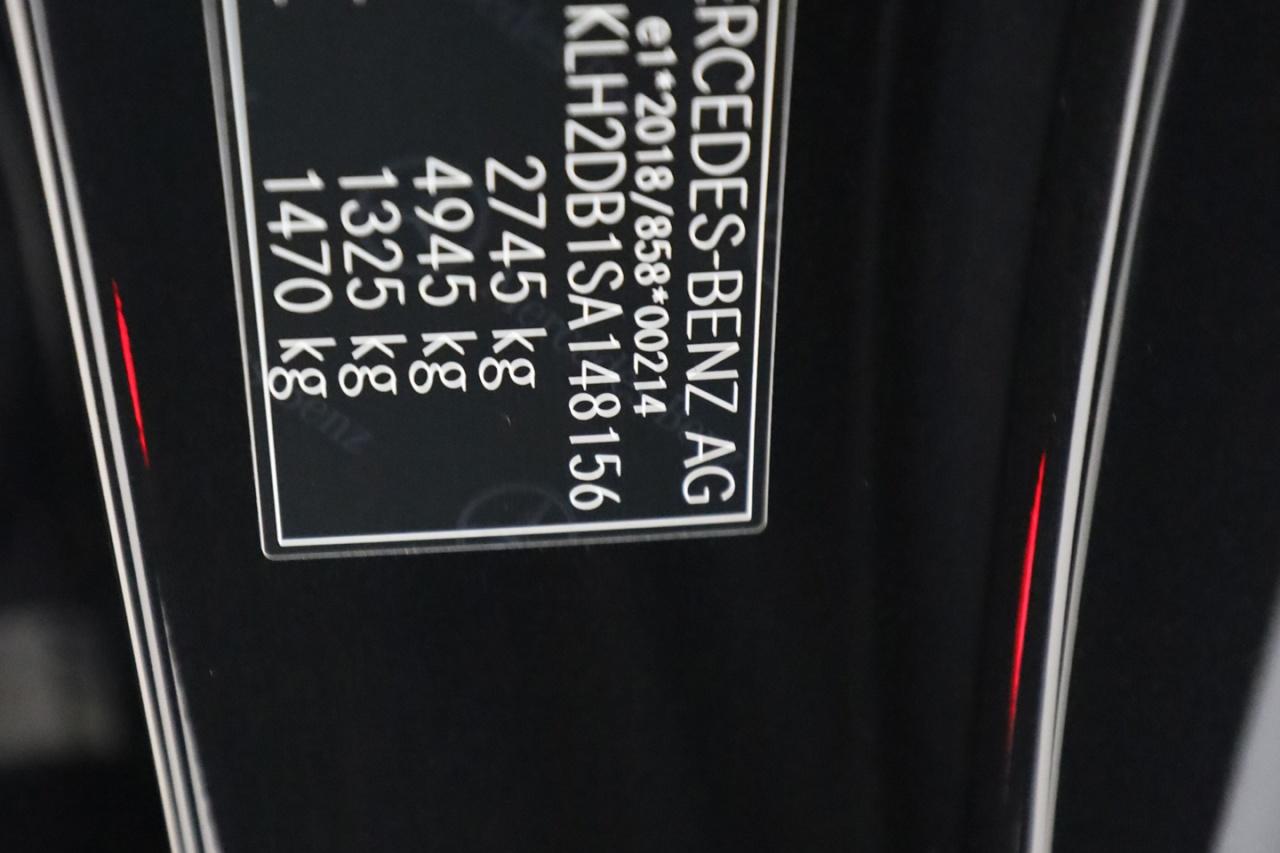 ERCEDES-BENZ AG
e1*2018/858*00214
KLH2DB1SA148156
2745 kg
4945 kg
1325 kg
1470 kg